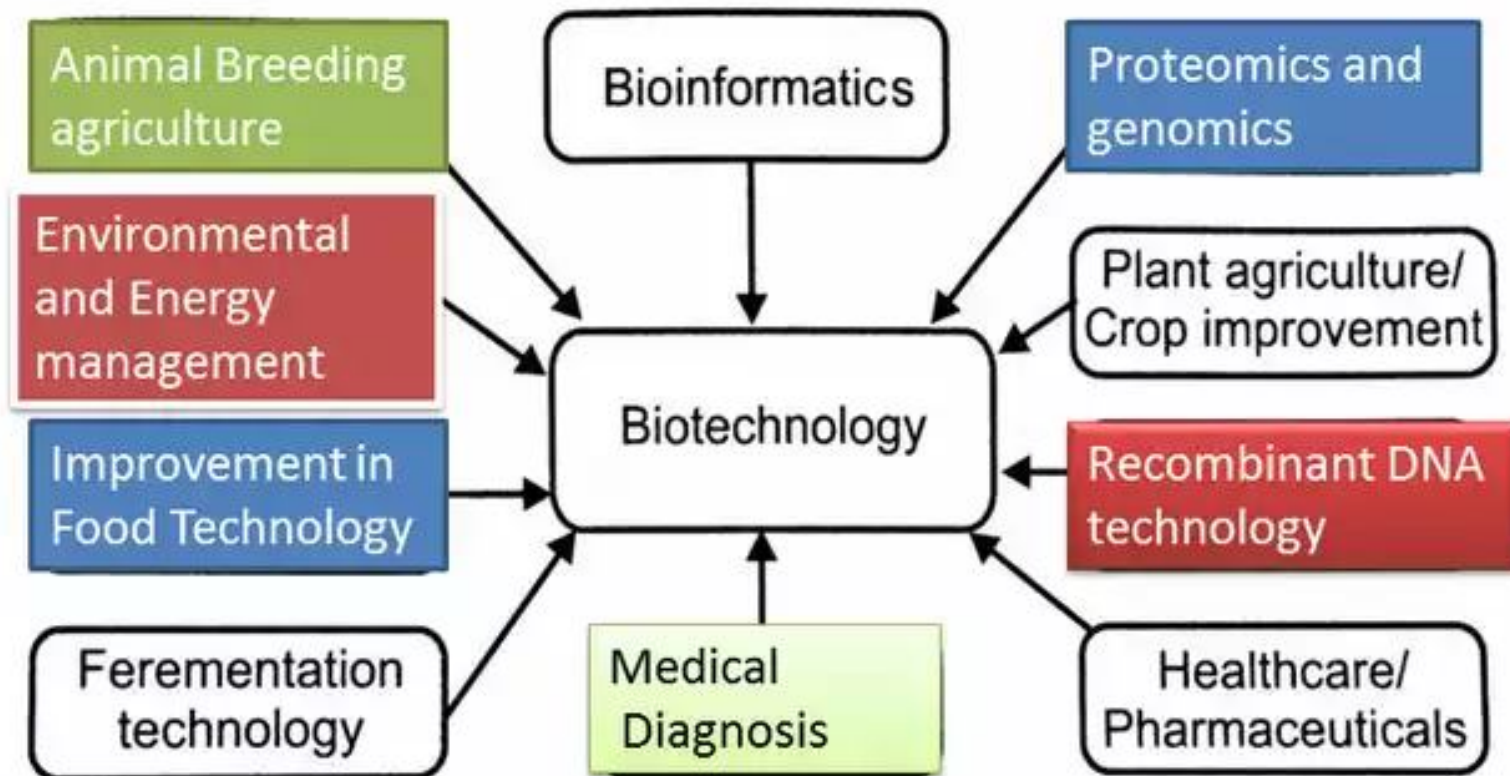 Animal Breeding
agriculture
Bioinformatics
Proteomics and
genomics
Environmental
and Energy
management
Plant agriculture/
Crop improvement
Biotechnology
Improvement in
Food Technology
Recombinant DNA
technology
Ferementation
technology
Medical
Diagnosis
Healthcare/
Pharmaceuticals